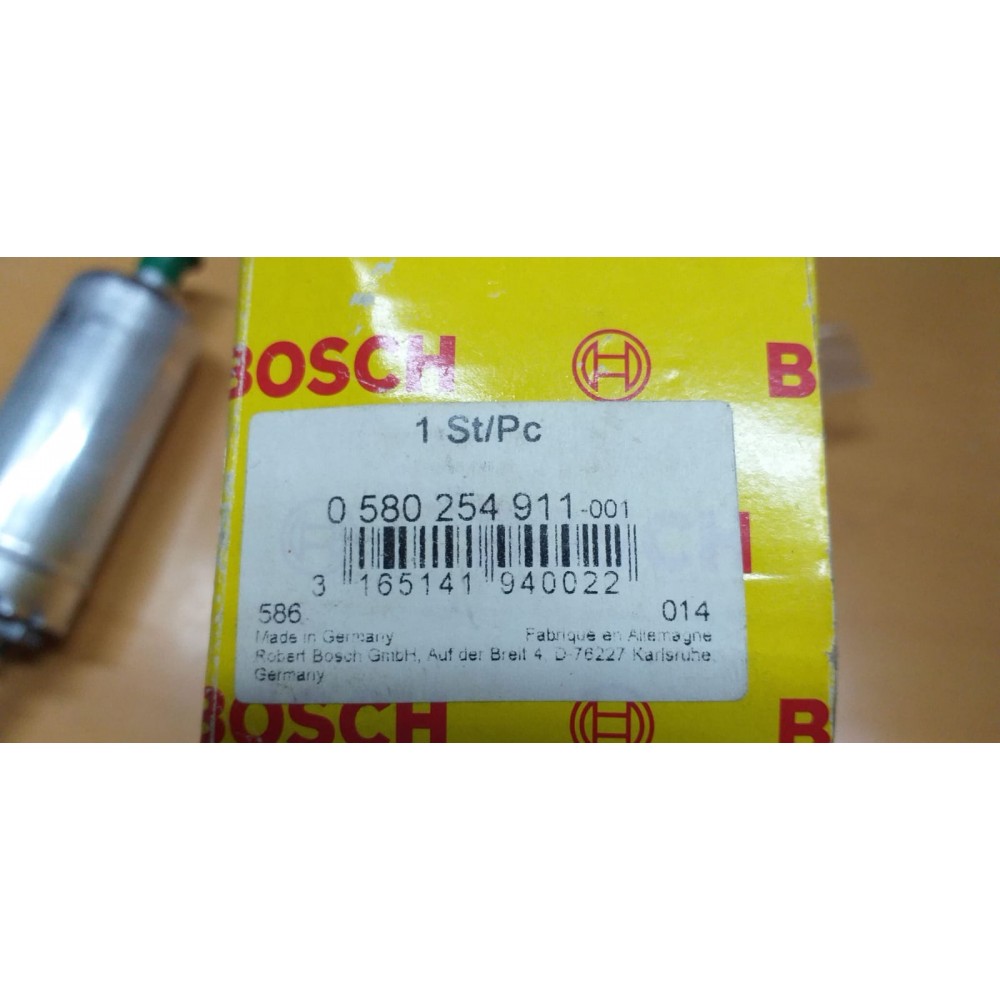 BOSCH B
1 St/Pc
0 580 254 911-001
3 165141 940022
586 014
Made in Germany Fabriqué en Allemagne
Robert Bosch GmbH, Auf der Breit 4, D-76227 Karlsruhe,
Germany
BOSCH B